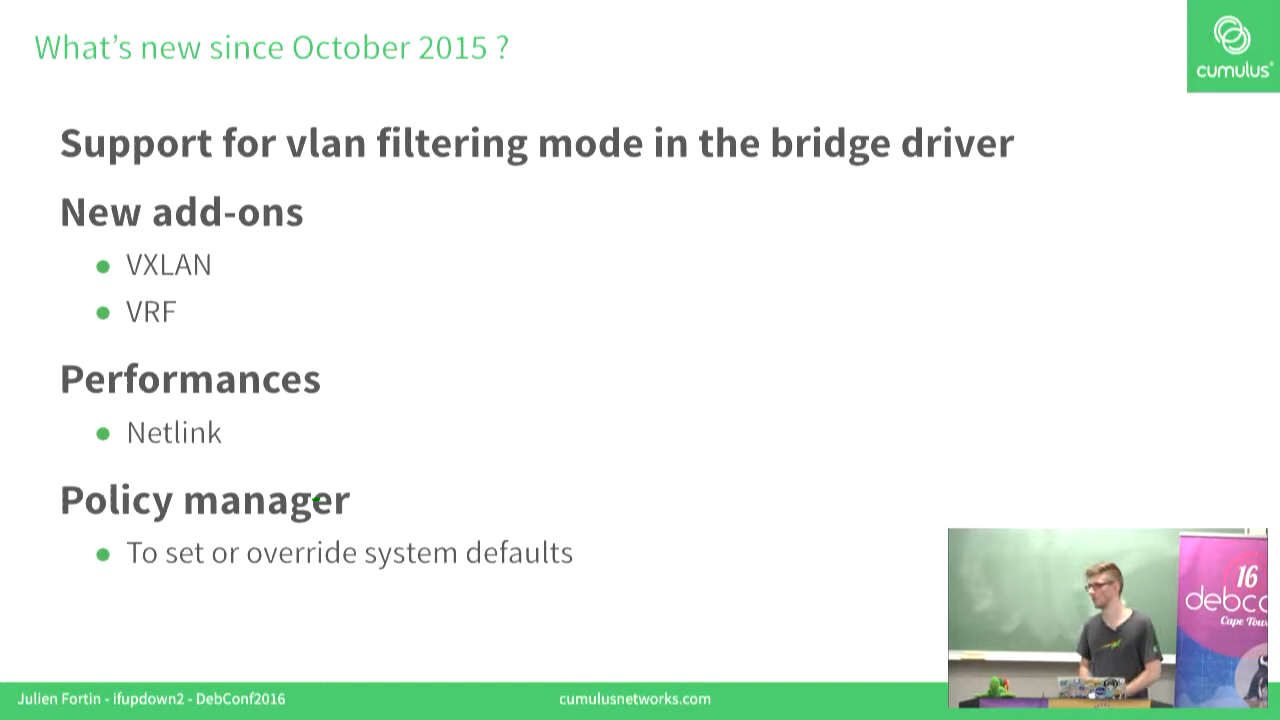 What's new since October 2015 ?
cumulus
Support for vlan filtering mode in the bridge driver
New add-ons
VXLAN
VRF
Performances
Netlink
Policy manager
To set or override system defaults
16
debco
Cape Tow
Julien Fortin - ifupdown2 - DebConf2016
cumulusnetworks.com